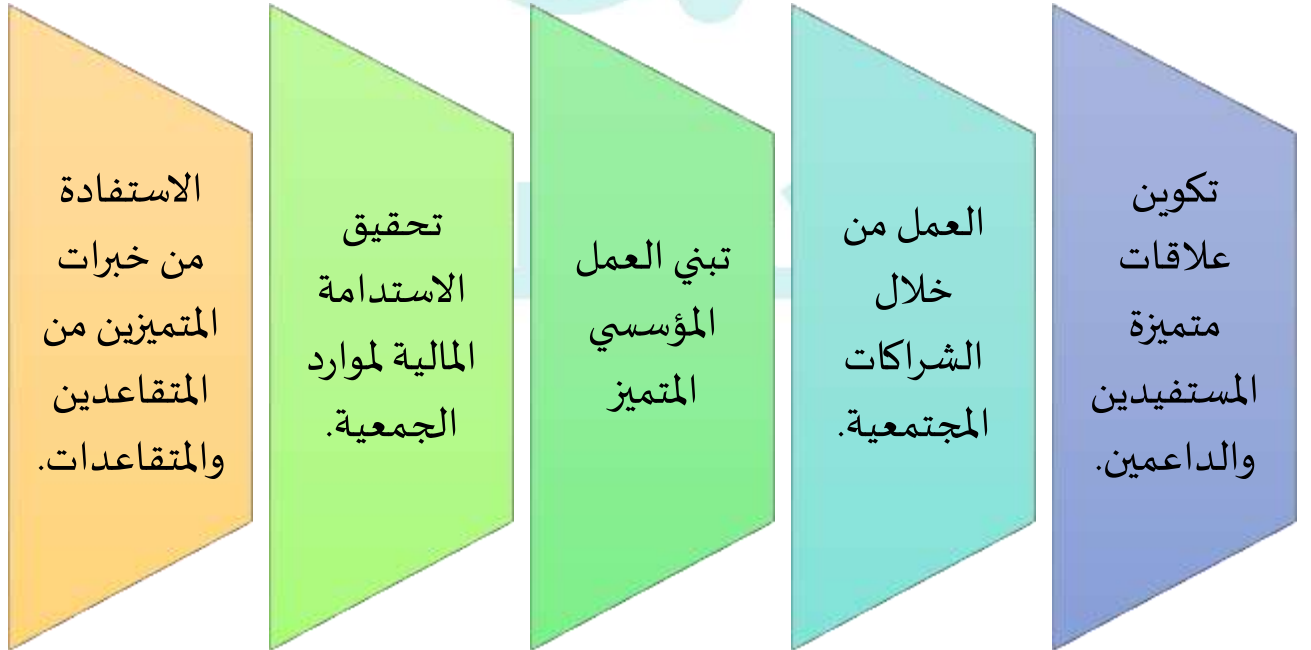 تكوين
علاقات
متميزة
المستفيدين
والداعمين.
العمل من
خلال
الشراكات
المجتمعية.
تبني العمل
المؤسسي
المتميز
تحقيق
الاستدامة
المالية لموارد
الجمعية.
الاستفادة
من خبرات
المتميزين من
المتقاعدين
والمتقاعدات.